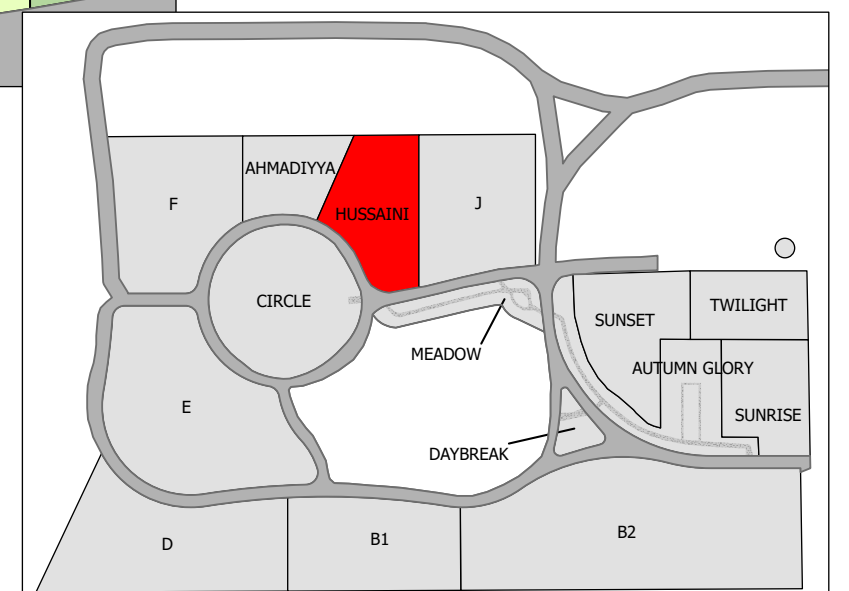 AHMADIYYA
F
HUSSAINI
J
CIRCLE
TWILIGHT
SUNSET
MEADOW
AUTUMN GLORY
E
SUNRISE
DAYBREAK
D
B1
B2